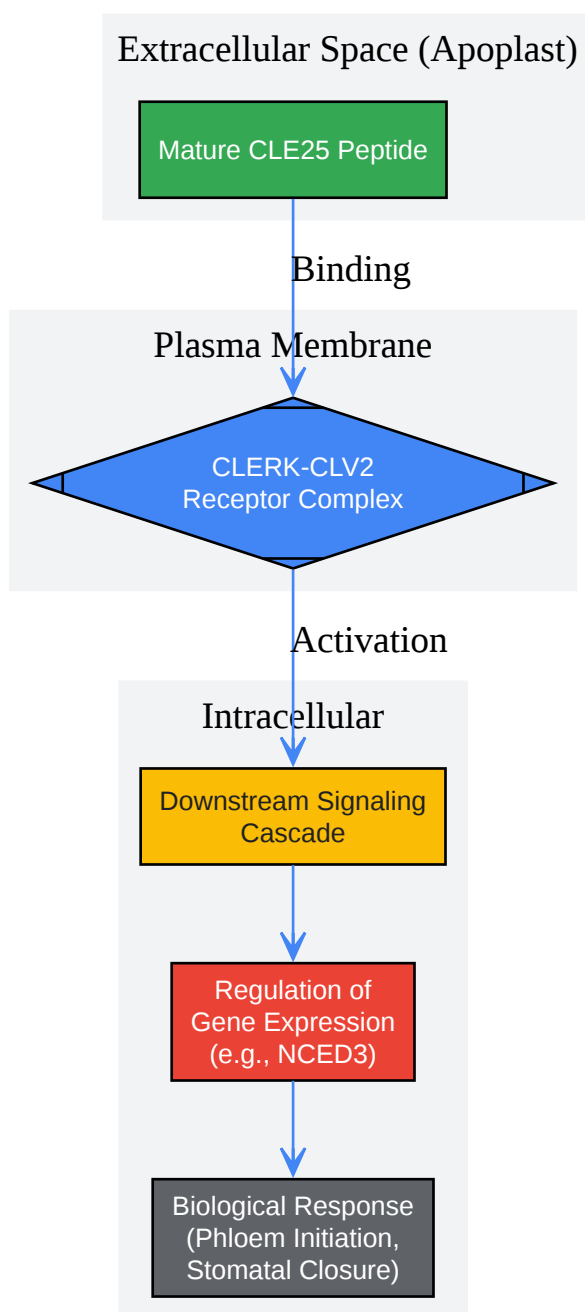 Extracellular Space (Apoplast)
Mature CLE25 Peptide
Binding
Plasma Membrane
CLERK-CLV2
Receptor Complex
Activation
Intracellular
Downstream Signaling
Cascade
Regulation of
Gene Expression
(e.g., NCED3)
Biological Response
(Phloem Initiation,
Stomatal Closure)